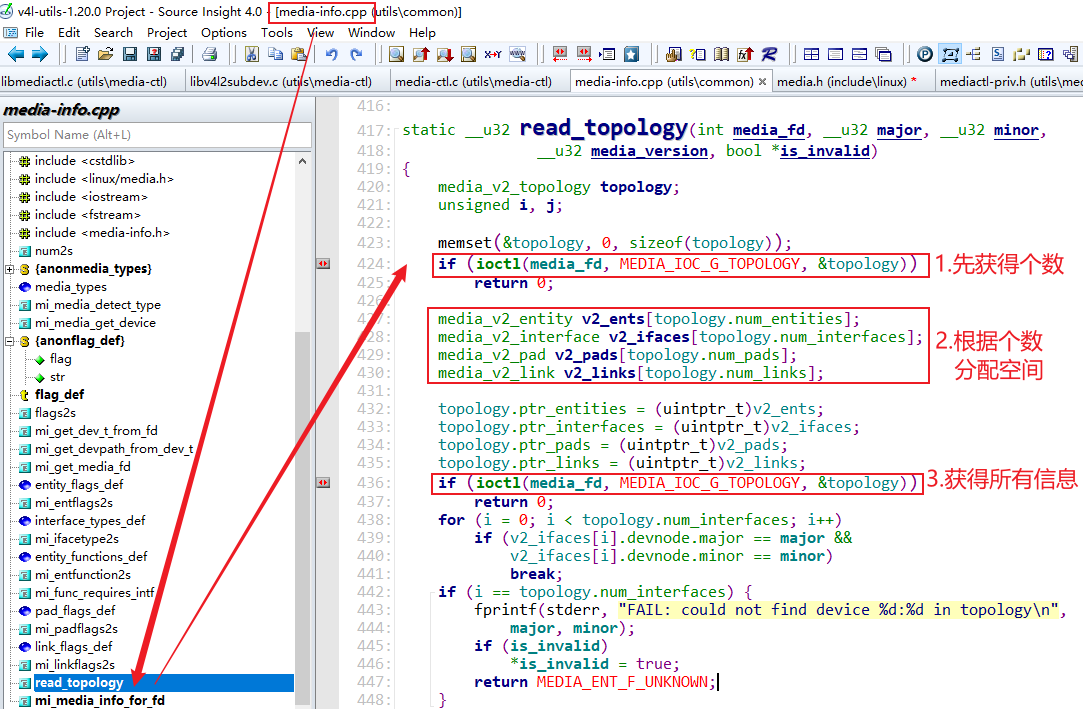 v4l-utils-1.20.0 Project - Source Insight 4.0 - [media-info.cpp (utils\common)]
File Edit Search Project Options Tools View Window Help
libmediactl.c (utils\media-ctl) libv4l2subdev.c (utils\media-ctl) media-ctl.c (utils\media-ctl) media-info.cpp (utils\common) × media.h (include\linux) * mediactl-priv.h (utils\med
media-info.cpp
Symbol Name (Alt+L)
include <cstdlib>
include <linux/media.h>
include <iostream>
include <fstream>
include <media-info.h>
num2s
{anonmedia_types}
media_types
mi_media_detect_type
mi_media_get_device
{anonflag_def}
flag
str
flag_def
flags2s
mi_get_dev_t_from_fd
mi_get_devpath_from_dev_t
mi_get_media_fd
entity_flags_def
mi_entflags2s
interface_types_def
mi_ifacetype2s
entity_functions_def
mi_entfunction2s
mi_func_requires_intf
pad_flags_def
mi_padflags2s
link_flags_def
mi_linkflags2s
read_topology
mi_media_info_for_fd
416:
417: static __u32 read_topology(int media_fd, __u32 major, __u32 minor,
418: __u32 media_version, bool *is_invalid)
419: {
420: media_v2_topology topology;
421: unsigned i, j;
422:
423: memset(&topology, 0, sizeof(topology));
424: if (ioctl(media_fd, MEDIA_IOC_G_TOPOLOGY, &topology))
425: return 0;
426:
427: media_v2_entity v2_ents[topology.num_entities];
428: media_v2_interface v2_ifaces[topology.num_interfaces];
429: media_v2_pad v2_pads[topology.num_pads];
430: media_v2_link v2_links[topology.num_links];
431:
432: topology.ptr_entities = (uintptr_t)v2_ents;
433: topology.ptr_interfaces = (uintptr_t)v2_ifaces;
434: topology.ptr_pads = (uintptr_t)v2_pads;
435: topology.ptr_links = (uintptr_t)v2_links;
436: if (ioctl(media_fd, MEDIA_IOC_G_TOPOLOGY, &topology))
437: return 0;
438: for (i = 0; i < topology.num_interfaces; i++)
439: if (v2_ifaces[i].devnode.major == major &&
440: v2_ifaces[i].devnode.minor == minor)
441: break;
442: if (i == topology.num_interfaces) {
443: fprintf(stderr, "FAIL: could not find device %d:%d in topology\n",
444: major, minor);
445: if (is_invalid)
446: *is_invalid = true;
447: return MEDIA_ENT_F_UNKNOWN;
448: }
1.先获得个数
2.根据个数
分配空间
3.获得所有信息